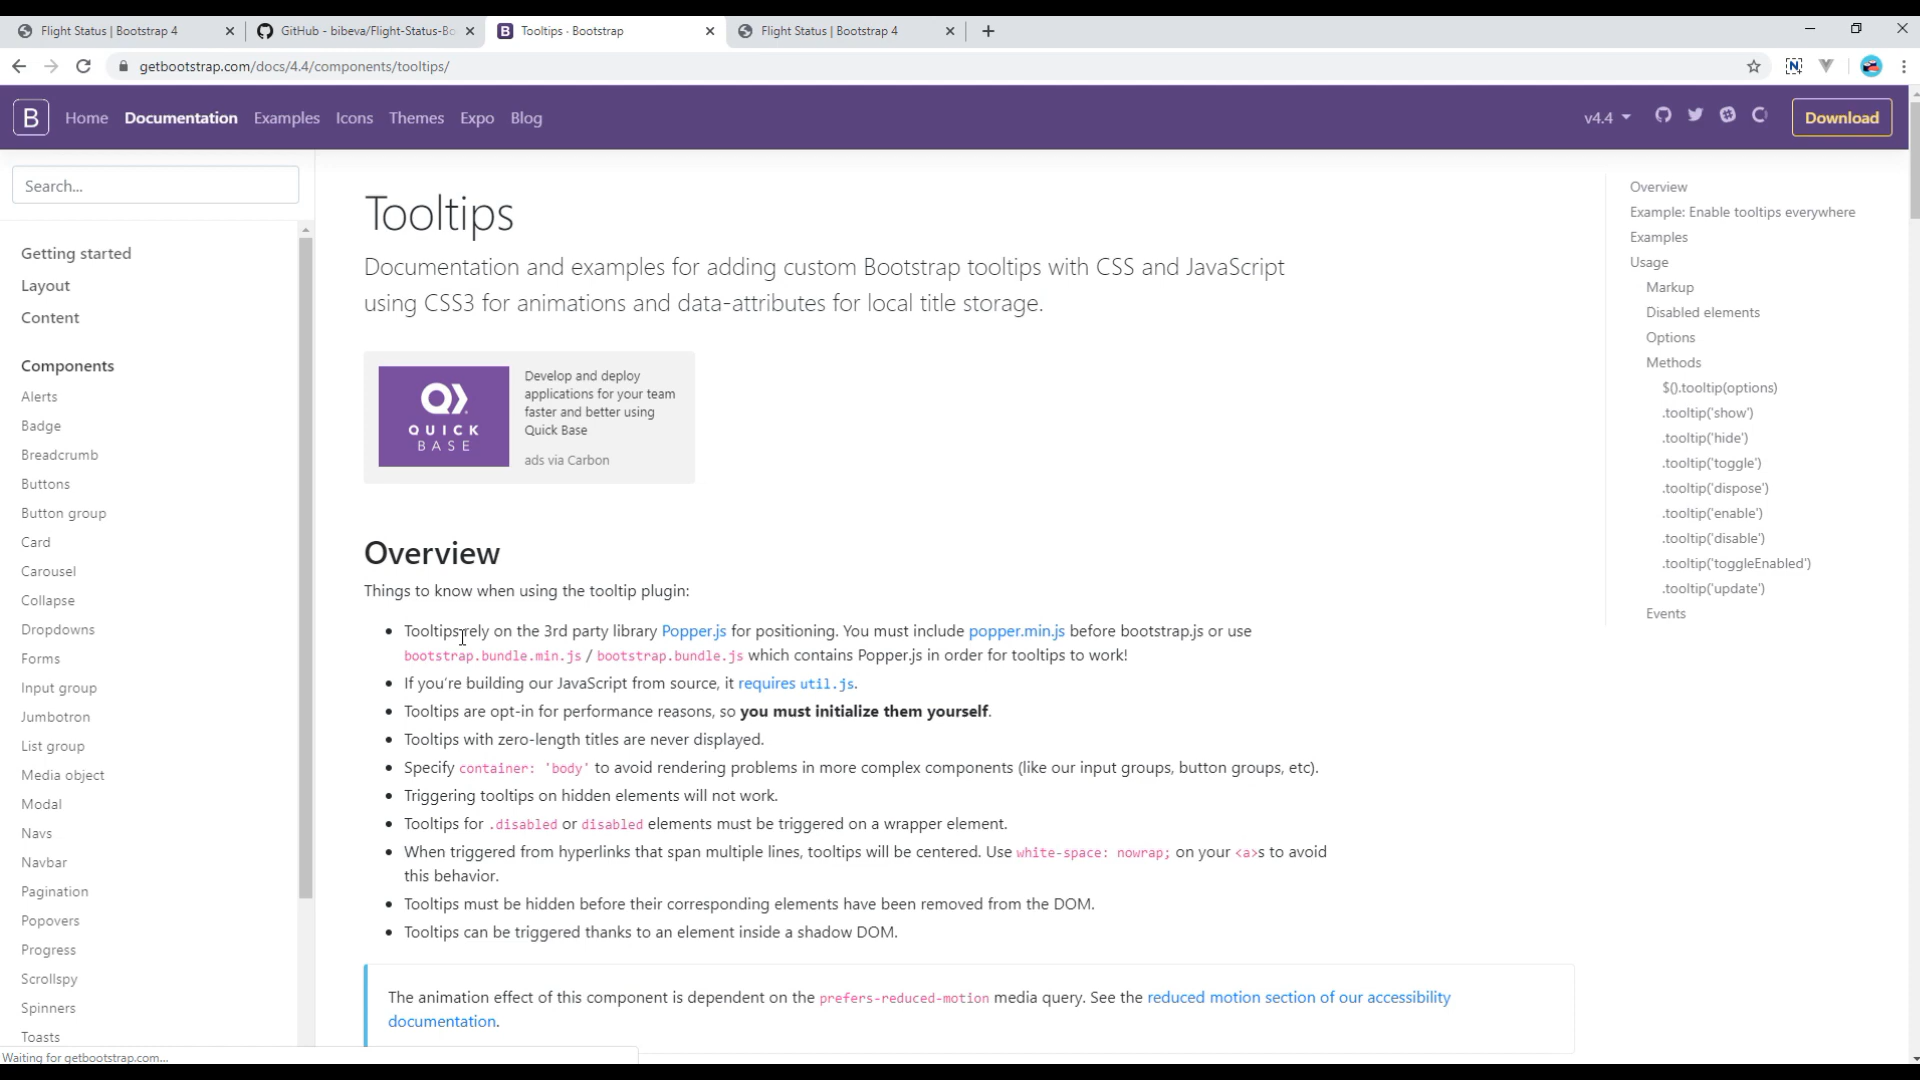 Flight Status | Bootstrap 4
GitHub - bibeva/Flight-Status-Bo
Tooltips · Bootstrap
Flight Status | Bootstrap 4
getbootstrap.com/docs/4.4/components/tooltips/
B Home Documentation Examples Icons Themes Expo Blog v4.4 Download
Search...
Getting started
Layout
Content
Components
Alerts
Badge
Breadcrumb
Buttons
Button group
Card
Carousel
Collapse
Dropdowns
Forms
Input group
Jumbotron
List group
Media object
Modal
Navs
Navbar
Pagination
Popovers
Progress
Scrollspy
Spinners
Toasts
Tooltips
Documentation and examples for adding custom Bootstrap tooltips with CSS and JavaScript
using CSS3 for animations and data-attributes for local title storage.
QUICK
BASE
Develop and deploy
applications for your team
faster and better using
Quick Base
ads via Carbon
Overview
Things to know when using the tooltip plugin:
• Tooltips rely on the 3rd party library Popper.js for positioning. You must include popper.min.js before bootstrap.js or use
bootstrap.bundle.min.js / bootstrap.bundle.js which contains Popper.js in order for tooltips to work!
• If you’re building our JavaScript from source, it requires util.js.
• Tooltips are opt-in for performance reasons, so you must initialize them yourself.
• Tooltips with zero-length titles are never displayed.
• Specify container: 'body' to avoid rendering problems in more complex components (like our input groups, button groups, etc).
• Triggering tooltips on hidden elements will not work.
• Tooltips for .disabled or disabled elements must be triggered on a wrapper element.
• When triggered from hyperlinks that span multiple lines, tooltips will be centered. Use white-space: nowrap; on your <a>s to avoid
this behavior.
• Tooltips must be hidden before their corresponding elements have been removed from the DOM.
• Tooltips can be triggered thanks to an element inside a shadow DOM.
The animation effect of this component is dependent on the prefers-reduced-motion media query. See the reduced motion section of our accessibility
documentation.
Overview
Example: Enable tooltips everywhere
Examples
Usage
Markup
Disabled elements
Options
Methods
$().tooltip(options)
.tooltip('show')
.tooltip('hide')
.tooltip('toggle')
.tooltip('dispose')
.tooltip('enable')
.tooltip('disable')
.tooltip('toggleEnabled')
.tooltip('update')
Events
Waiting for getbootstrap.com...